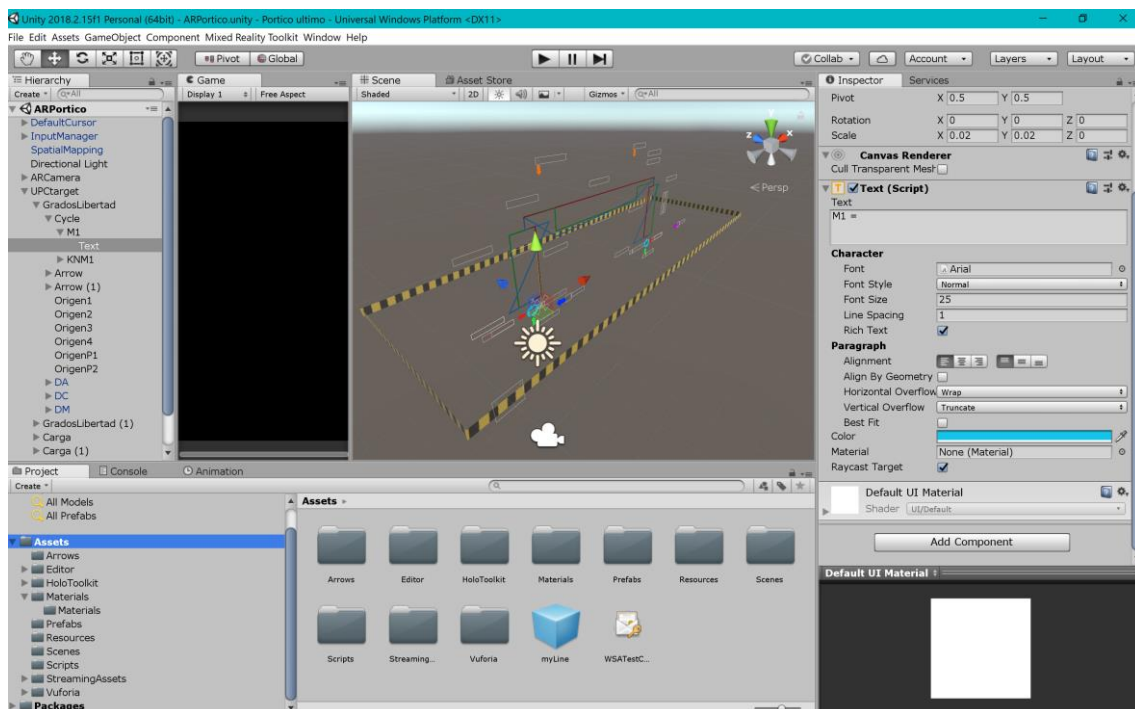 Unity 2018.2.15f1 Personal (64bit) - ARPortico.unity - Portico ultimo - Universal Windows Platform <DX11>
File Edit Assets GameObject Component Mixed Reality Toolkit Window Help
Pivot Global Collab Account Layers Layout
Hierarchy
Create All
ARPortico
DefaultCursor
InputManager
SpatialMapping
Directional Light
ARCamera
UPCtarget
GradosLibertad
Cycle
M1
Text
KNM1
Arrow
Arrow (1)
Origen1
Origen2
Origen3
Origen4
OrigenP1
OrigenP2
DA
DC
DM
GradosLibertad (1)
Carga
Carga (1)
Game
Display 1 Free Aspect
Scene Asset Store
Shaded 2D Gizmos All
z x
Persp
Inspector Services
Pivot X 0.5 Y 0.5
Rotation X 0 Y 0 Z 0
Scale X 0.02 Y 0.02 Z 0
Canvas Renderer
Cull Transparent Mesh
Text (Script)
Text
M1 =
Character
Font Arial
Font Style Normal
Font Size 25
Line Spacing 1
Rich Text
Paragraph
Alignment
Align By Geometry
Horizontal Overflow Wrap
Vertical Overflow Truncate
Best Fit
Color
Material None (Material)
Raycast Target
Default UI Material
Shader UI/Default
Add Component
Default UI Material
Project Console Animation
Create
All Models
All Prefabs
Assets
Arrows
Editor
HoloToolkit
Materials
Materials
Prefabs
Resources
Scenes
Scripts
StreamingAssets
Vuforia
Packages
Assets
Arrows Editor HoloToolkit Materials Prefabs Resources Scenes
Scripts Streaming... Vuforia myLine WSATestC...